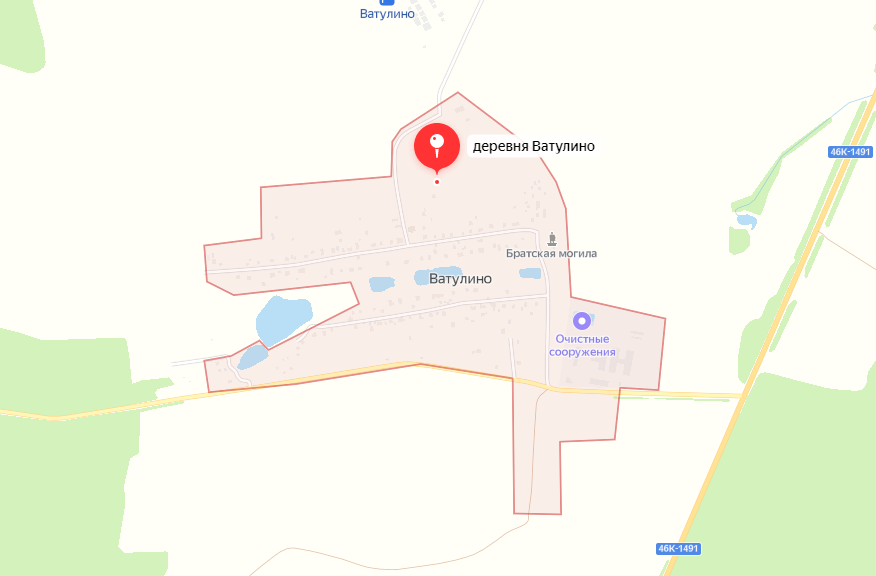 Ватулино
деревня Ватулино
46К-1491
Братская могила
Ватулино
Очистные
сооружения
46К-1491